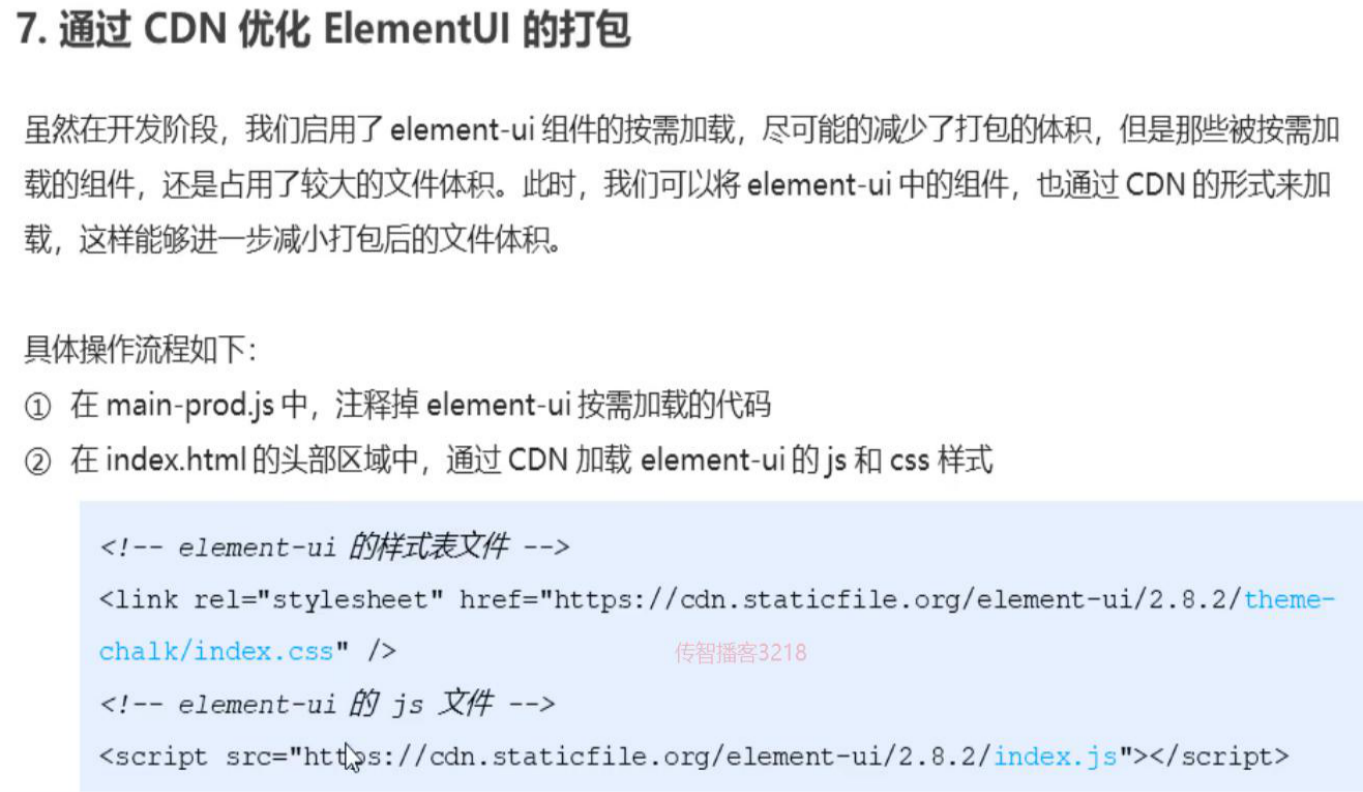 7. 通过 CDN 优化 ElementUI 的打包
虽然在开发阶段，我们启用了 element-ui 组件的按需加载，尽可能的减少了打包的体积，但是那些被按需加
载的组件，还是占用了较大的文件体积。此时，我们可以将 element-ui 中的组件，也通过 CDN 的形式来加
载，这样能够进一步减小打包后的文件体积。
具体操作流程如下：
① 在 main-prod.js 中，注释掉 element-ui 按需加载的代码
② 在 index.html 的头部区域中，通过 CDN 加载 element-ui 的 js 和 css 样式
<!-- element-ui 的样式表文件 -->
<link rel="stylesheet" href="https://cdn.staticfile.org/element-ui/2.8.2/theme-
chalk/index.css" />
传智播客3218
<!-- element-ui 的 js 文件 -->
<script src="https://cdn.staticfile.org/element-ui/2.8.2/index.js"></script>